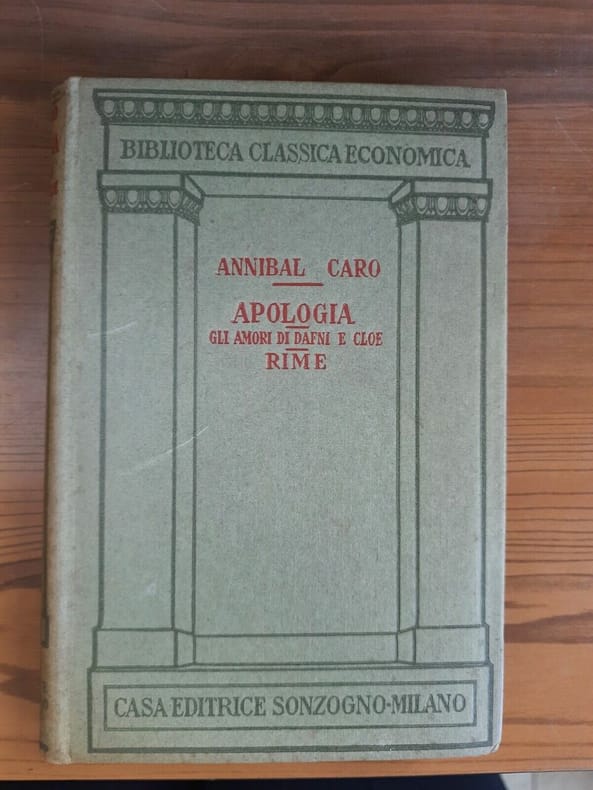 BIBLIOTECA CLASSICA ECONOMICA
ANNIBAL CARO
APOLOGIA
GLI AMORI DI DAFNI E CLOE
RIME
CASA EDITRICE SONZOGNO-MILANO